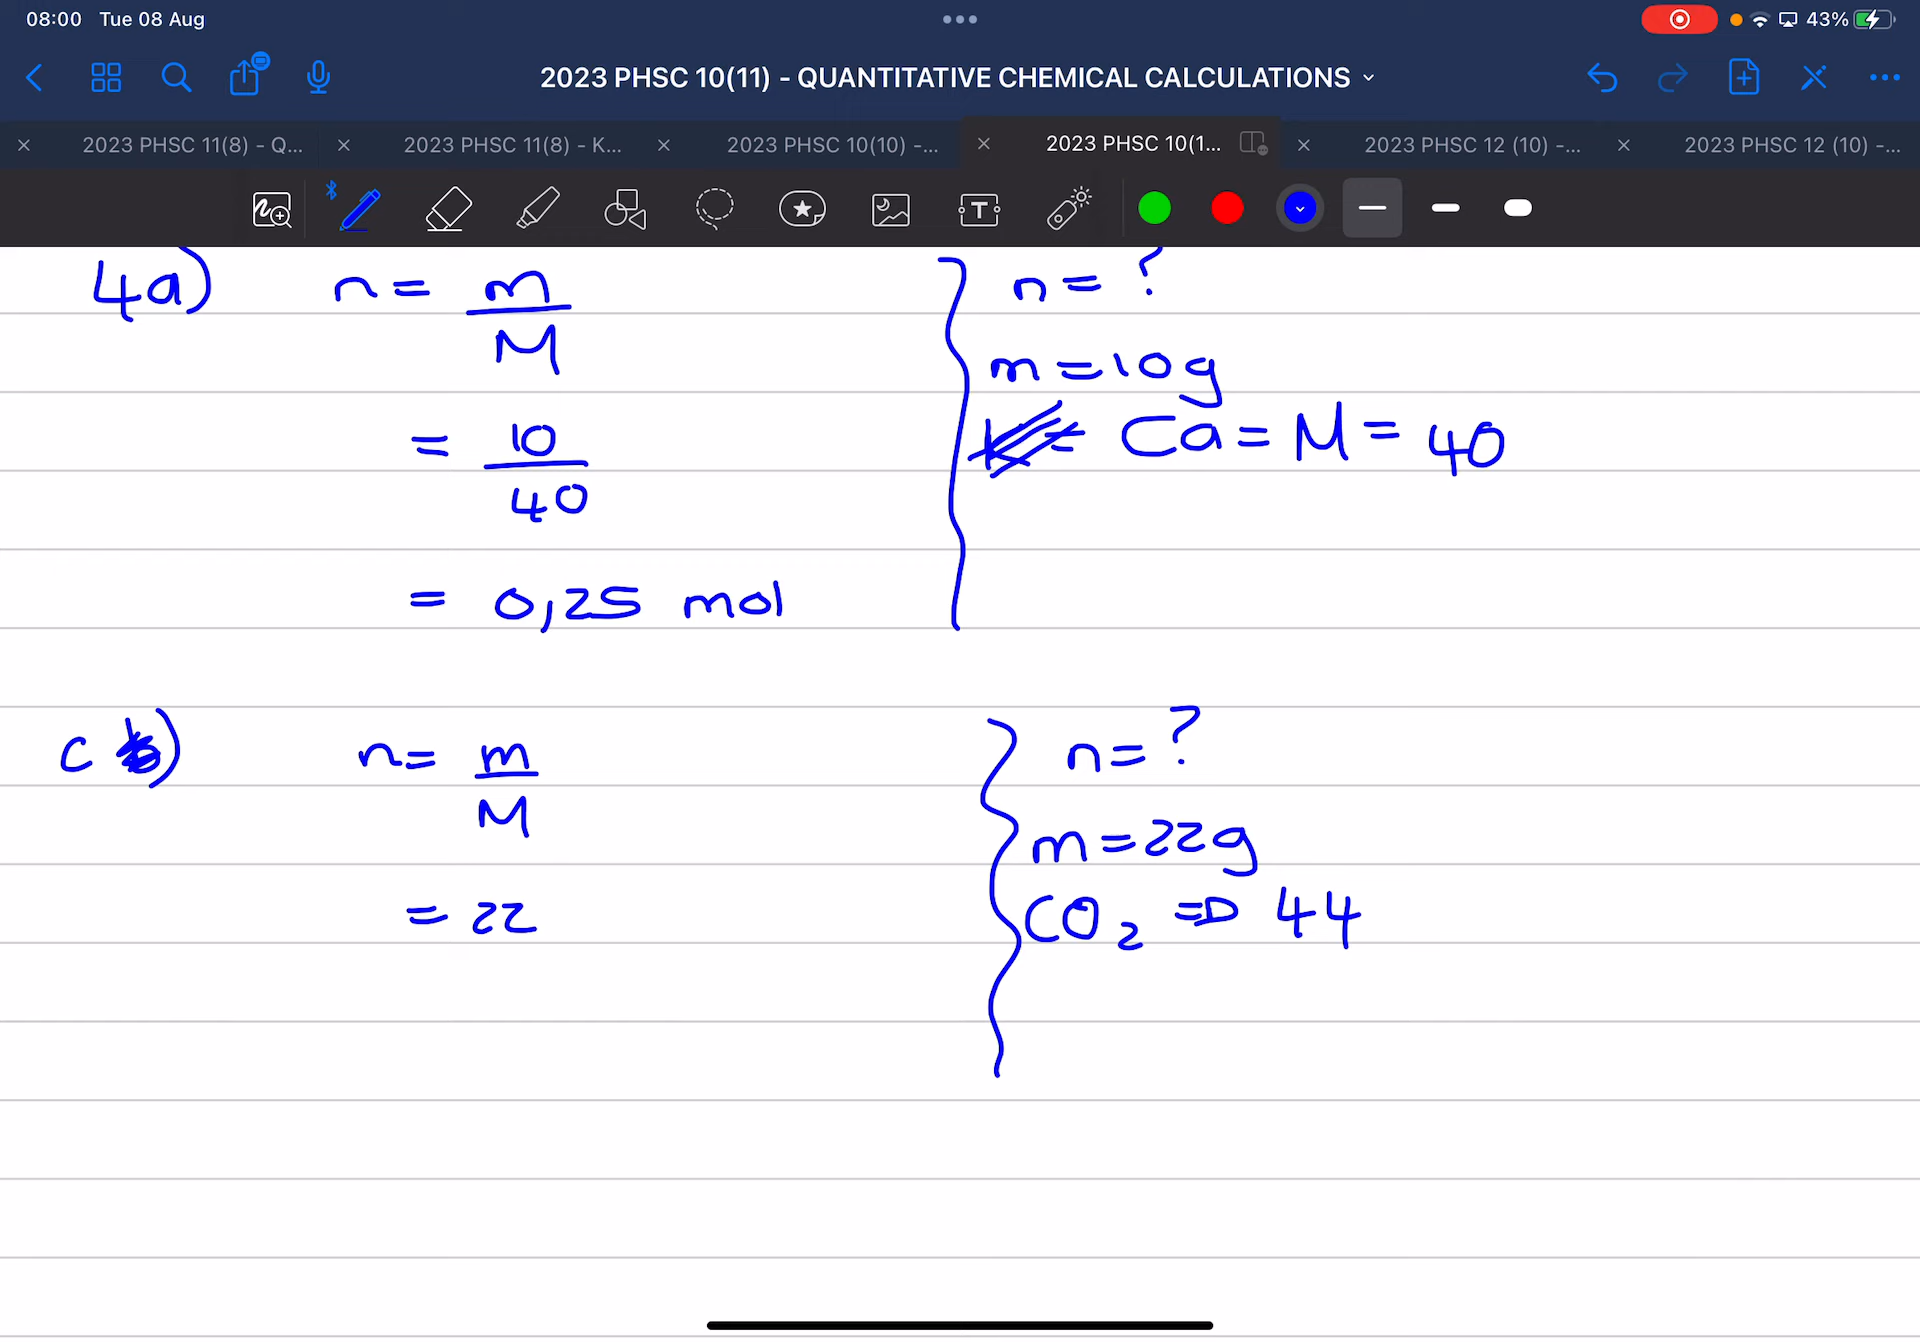 08:00 Tue 08 Aug
43%
2023 PHSC 10(11) - QUANTITATIVE CHEMICAL CALCULATIONS
2023 PHSC 11(8) - Q...
2023 PHSC 11(8) - K...
2023 PHSC 10(10) -...
2023 PHSC 10(1...
2023 PHSC 12 (10) -...
2023 PHSC 12 (10) -...
4a) n = m/M
= 10/40
= 0,25 mol
n = ?
m = 10g
Ca = M = 40
c ) n = m/M
= 22
n = ?
m = 22g
CO₂ ⇒ 44